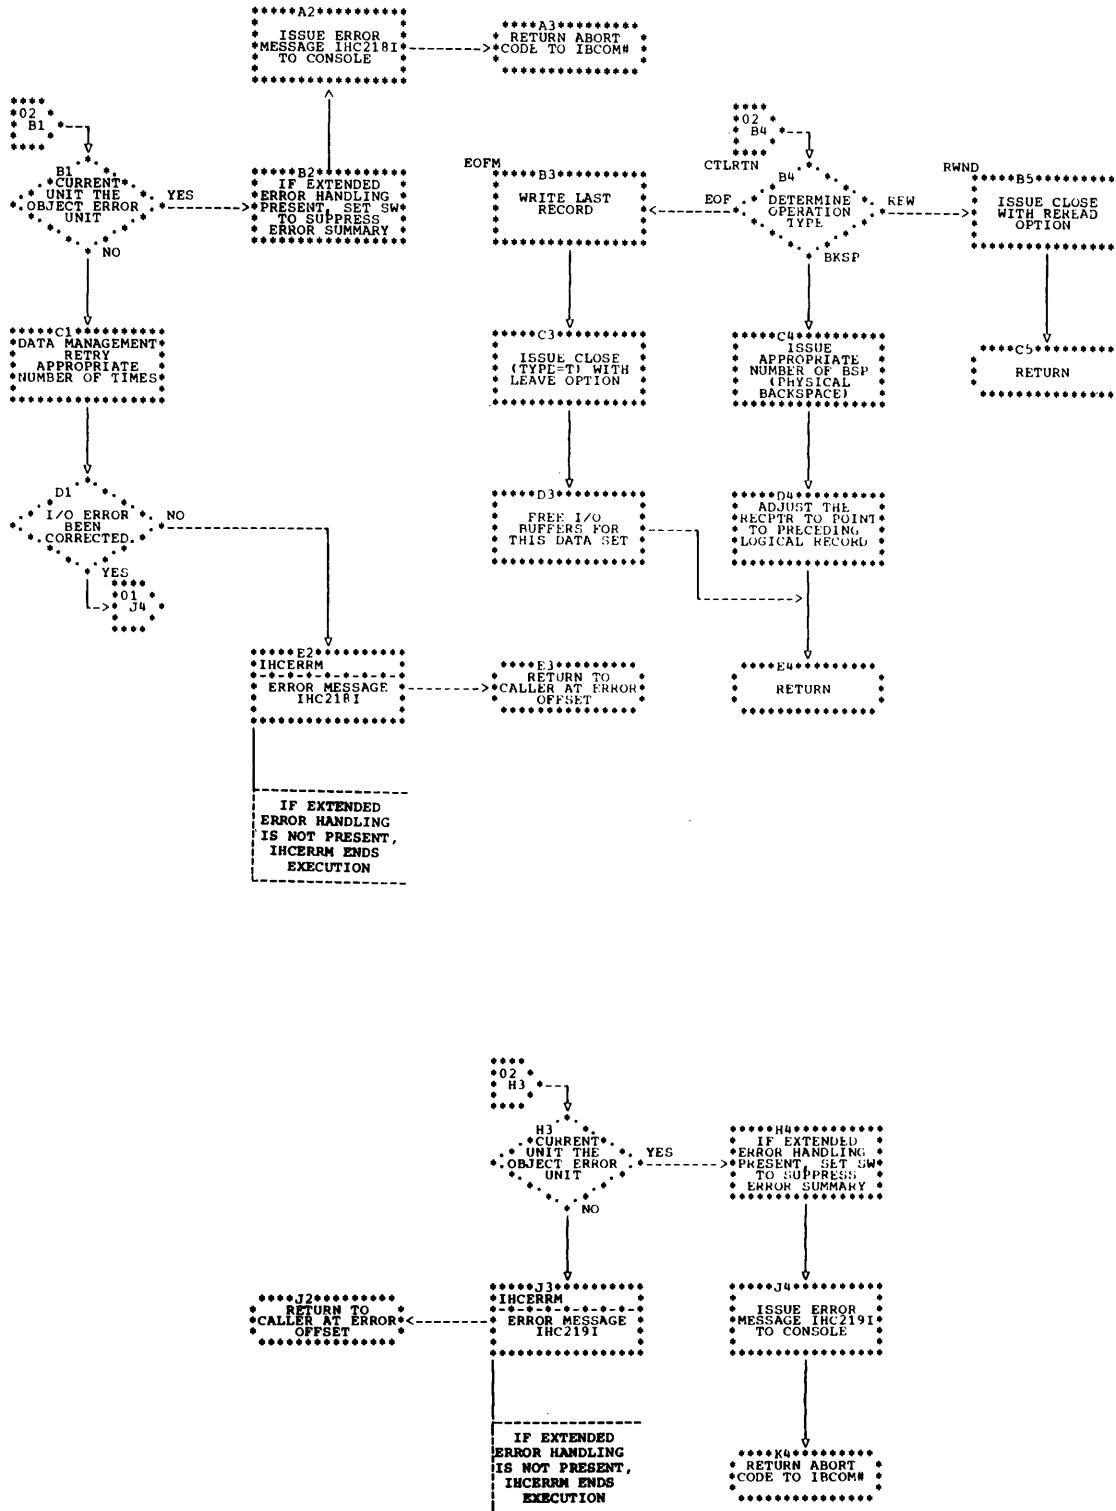 A2
ISSUE ERROR
MESSAGE IHC218I
TO CONSOLE
A3
RETURN ABORT
CODE TO IBCOM#
02
B1
B1
CURRENT
UNIT THE
OBJECT ERROR
UNIT
YES
NO
B2
IF EXTENDED
ERROR HANDLING
PRESENT, SET SW
TO SUPPRESS
ERROR SUMMARY
EOFM
B3
WRITE LAST
RECORD
02
B4
CTLRTN
B4
DETERMINE
OPERATION
TYPE
EOF
REW
BKSP
RWND
B5
ISSUE CLOSE
WITH REREAD
OPTION
C1
DATA MANAGEMENT
RETRY
APPROPRIATE
NUMBER OF TIMES
C3
ISSUE CLOSE
(TYPE=T) WITH
LEAVE OPTION
C4
ISSUE
APPROPRIATE
NUMBER OF BSP
(PHYSICAL
BACKSPACE)
C5
RETURN
D1
I/O ERROR
BEEN
CORRECTED
NO
YES
01
J4
D3
FREE I/O
BUFFERS FOR
THIS DATA SET
D4
ADJUST THE
RECPTR TO POINT
TO PRECEDING
LOGICAL RECORD
E2
IHCERRM
ERROR MESSAGE
IHC218I
E3
RETURN TO
CALLER AT ERROR
OFFSET
E4
RETURN
IF EXTENDED
ERROR HANDLING
IS NOT PRESENT,
IHCERRM ENDS
EXECUTION
02
H3
H3
CURRENT
UNIT THE
OBJECT ERROR
UNIT
YES
NO
H4
IF EXTENDED
ERROR HANDLING
PRESENT, SET SW
TO SUPPRESS
ERROR SUMMARY
J2
RETURN TO
CALLER AT ERROR
OFFSET
J3
IHCERRM
ERROR MESSAGE
IHC219I
J4
ISSUE ERROR
MESSAGE IHC219I
TO CONSOLE
IF EXTENDED
ERROR HANDLING
IS NOT PRESENT,
IHCERRM ENDS
EXECUTION
K4
RETURN ABORT
CODE TO IBCOM#